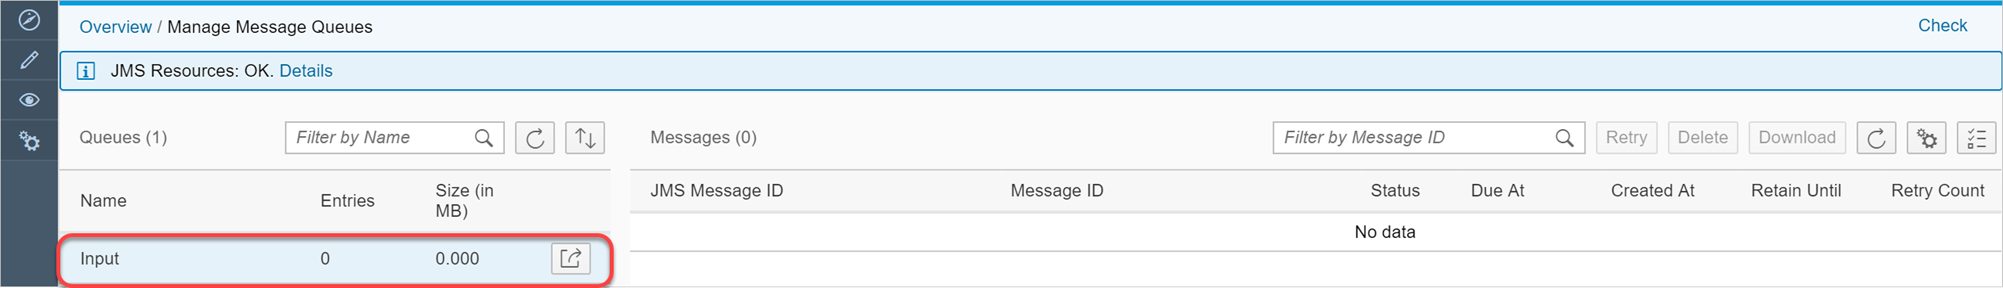 Overview / Manage Message Queues
Check
JMS Resources: OK. Details
Queues (1)
Filter by Name
Messages (0)
Filter by Message ID
Retry
Delete
Download
Name
Entries
Size (in
MB)
JMS Message ID
Message ID
Status
Due At
Created At
Retain Until
Retry Count
No data
Input
0
0.000